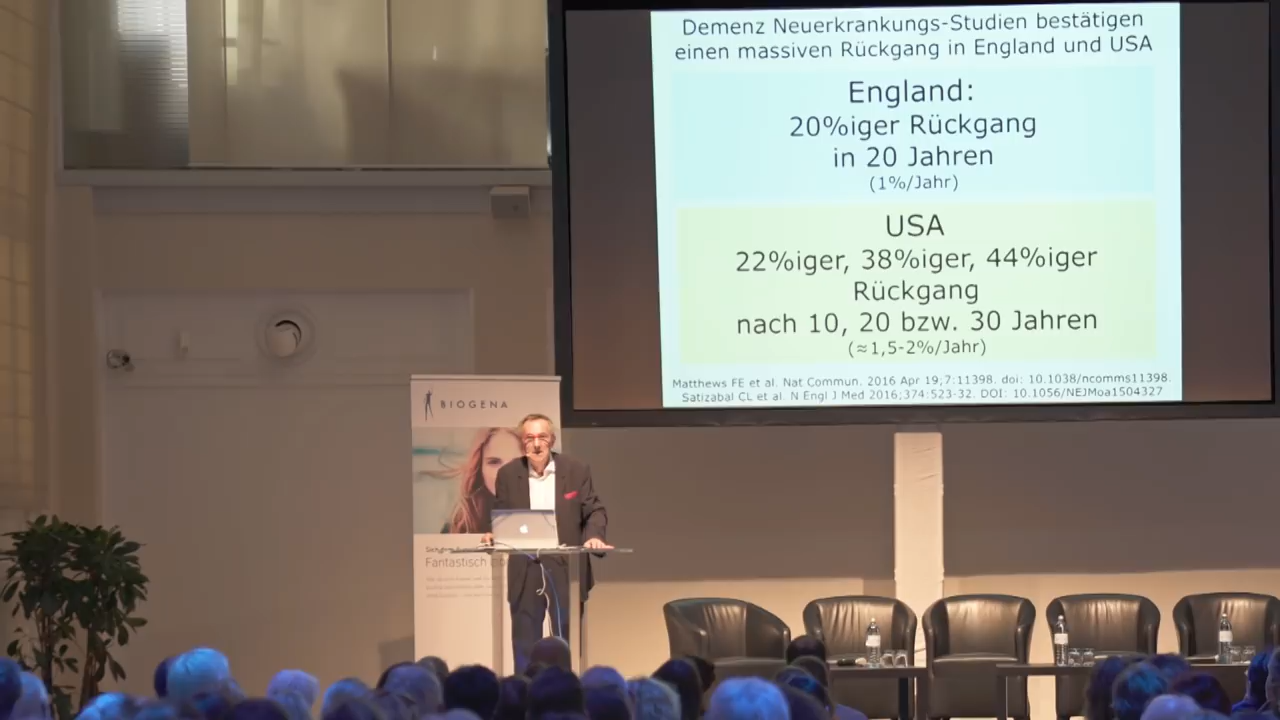 Demenz Neuerkrankungs-Studien bestätigen
einen massiven Rückgang in England und USA
England:
20%iger Rückgang
in 20 Jahren
(1%/Jahr)
USA
22%iger, 38%iger, 44%iger
Rückgang
nach 10, 20 bzw. 30 Jahren
(≈1,5-2%/Jahr)
Matthews FE et al. Nat Commun. 2016 Apr 19;7:11398. doi: 10.1038/ncomms11398.
Satizabal CL et al. N Engl J Med 2016;374:523-32. DOI: 10.1056/NEJMoa1504327
BIOGENA
Fantastisch